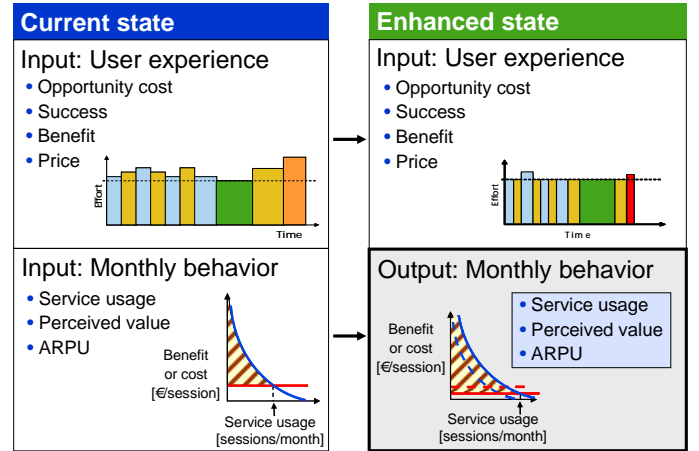 Current state
Input: User experience
• Opportunity cost
• Success
• Benefit
• Price
Effort
Time
Input: Monthly behavior
• Service usage
• Perceived value
• ARPU
Benefit
or cost
[€/session]
Service usage
[sessions/month]
Enhanced state
Input: User experience
• Opportunity cost
• Success
• Benefit
• Price
Effort
Time
Output: Monthly behavior
• Service usage
• Perceived value
• ARPU
Benefit
or cost
[€/session]
Service usage
[sessions/month]